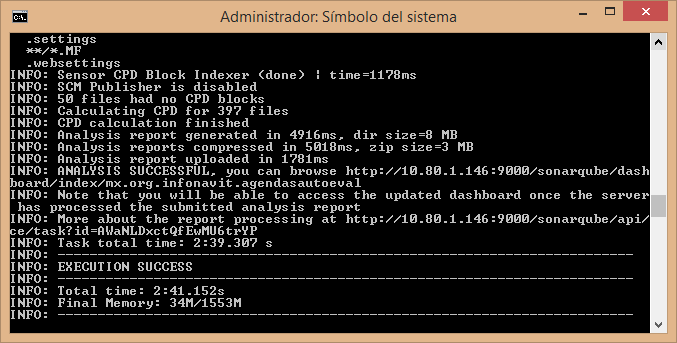 Administrador: Símbolo del sistema
.settings
**/*.MF
.websettings
INFO: Sensor CPD Block Indexer (done) | time=1178ms
INFO: SCM Publisher is disabled
INFO: 50 files had no CPD blocks
INFO: Calculating CPD for 397 files
INFO: CPD calculation finished
INFO: Analysis report generated in 4916ms, dir size=8 MB
INFO: Analysis reports compressed in 5018ms, zip size=3 MB
INFO: Analysis report uploaded in 1781ms
INFO: ANALYSIS SUCCESSFUL, you can browse http://10.80.1.146:9000/sonarqube/dash
board/index/mx.org.infonavit.agendasautoeval
INFO: Note that you will be able to access the updated dashboard once the server
has processed the submitted analysis report
INFO: More about the report processing at http://10.80.1.146:9000/sonarqube/api/
ce/task?id=AWaNLDxctQfEwMU6trYP
INFO: Task total time: 2:39.307 s
INFO: ------------------------------------------------------------------------
INFO: EXECUTION SUCCESS
INFO: ------------------------------------------------------------------------
INFO: Total time: 2:41.152s
INFO: Final Memory: 34M/1553M
INFO: ------------------------------------------------------------------------